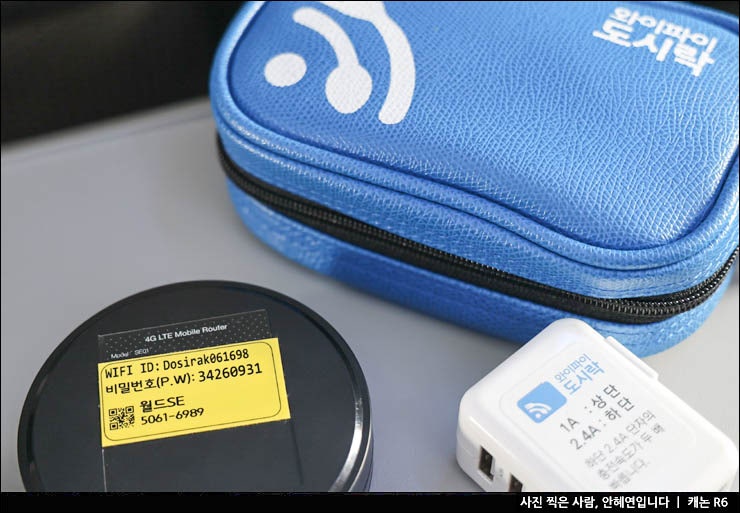 와이파이
도시락
4G LTE Mobile Router
Model : SE01
WIFI ID:Dosirak061698
비밀번호(P.W):34260931
월드SE
5061-6989
와이파이
도시락
1A : 상단
2.4A : 하단
하단 2.4A 단자의
충전속도가 두 배
빠릅니다.
사진 찍은 사람, 안혜연입니다 | 캐논 R6